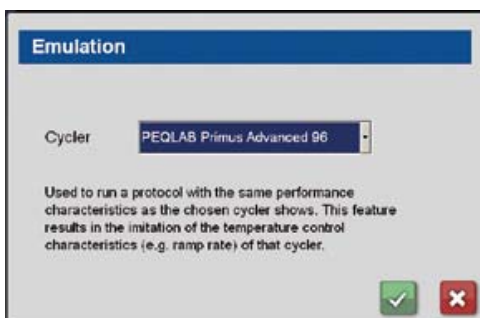 Emulation
Cycler
PEQLAB Primus Advanced 96
Used to run a protocol with the same performance
characteristics as the chosen cycler shows. This feature
results in the imitation of the temperature control
characteristics (e.g. ramp rate) of that cycler.